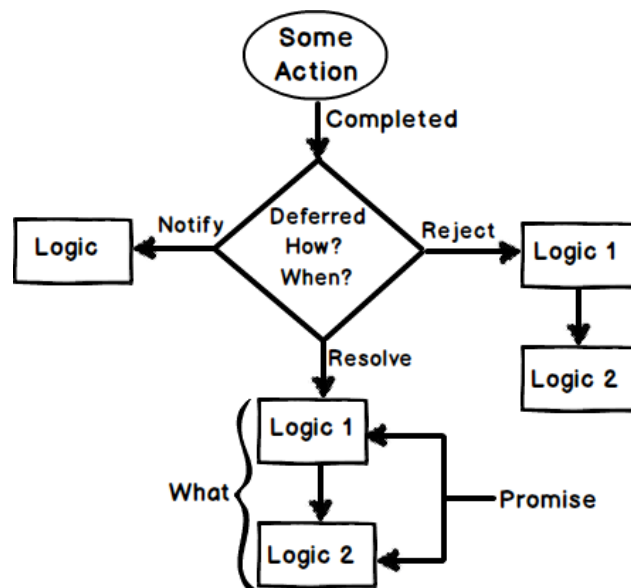 Some
Action
Completed
Notify
Deferred
How?
When?
Reject
Logic
Logic 1
Logic 2
Resolve
Logic 1
What
Promise
Logic 2